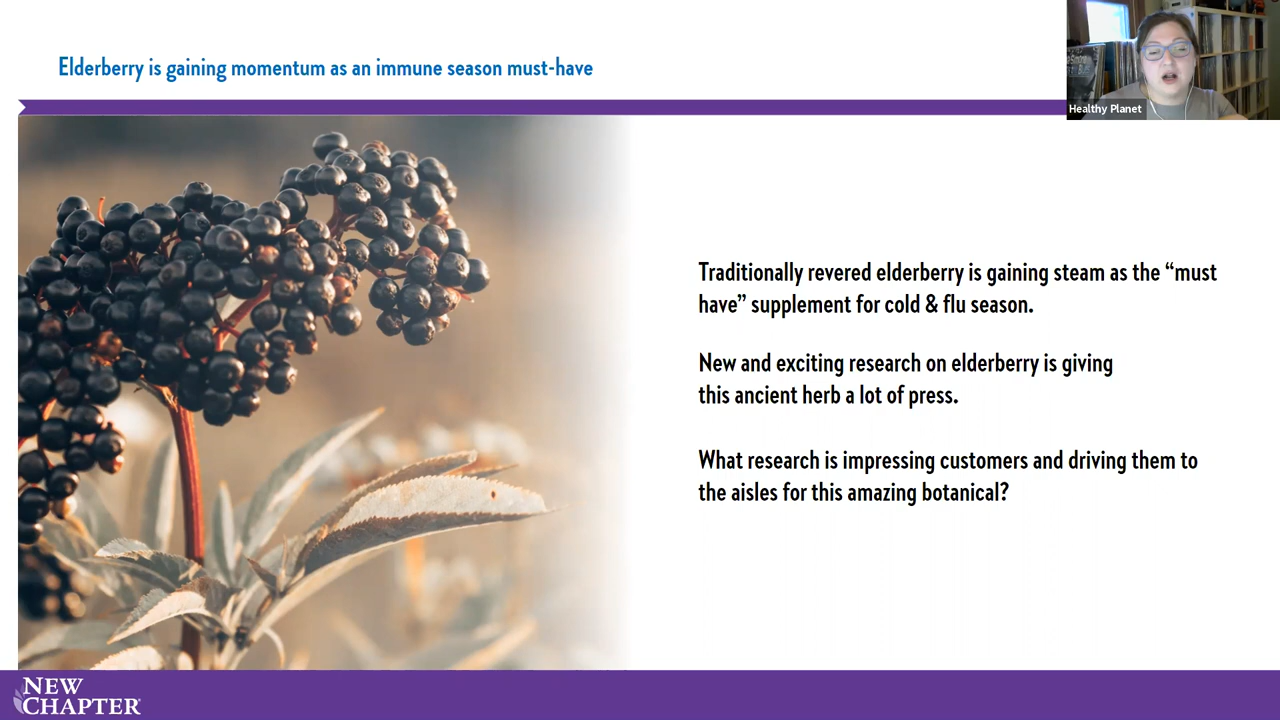 Elderberry is gaining momentum as an immune season must-have
Healthy Planet
Traditionally revered elderberry is gaining steam as the “must
have” supplement for cold & flu season.
New and exciting research on elderberry is giving
this ancient herb a lot of press.
What research is impressing customers and driving them to
the aisles for this amazing botanical?
NEW
CHAPTER